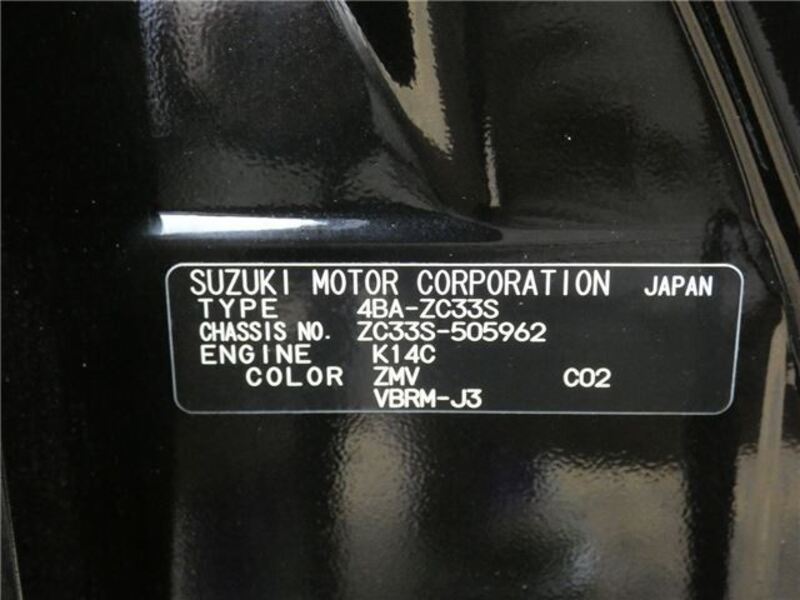 SUZUKI MOTOR CORPORATION JAPAN
TYPE 4BA-ZC33S
CHASSIS NO. ZC33S-505962
ENGINE K14C
COLOR ZMV C02
VBRM-J3